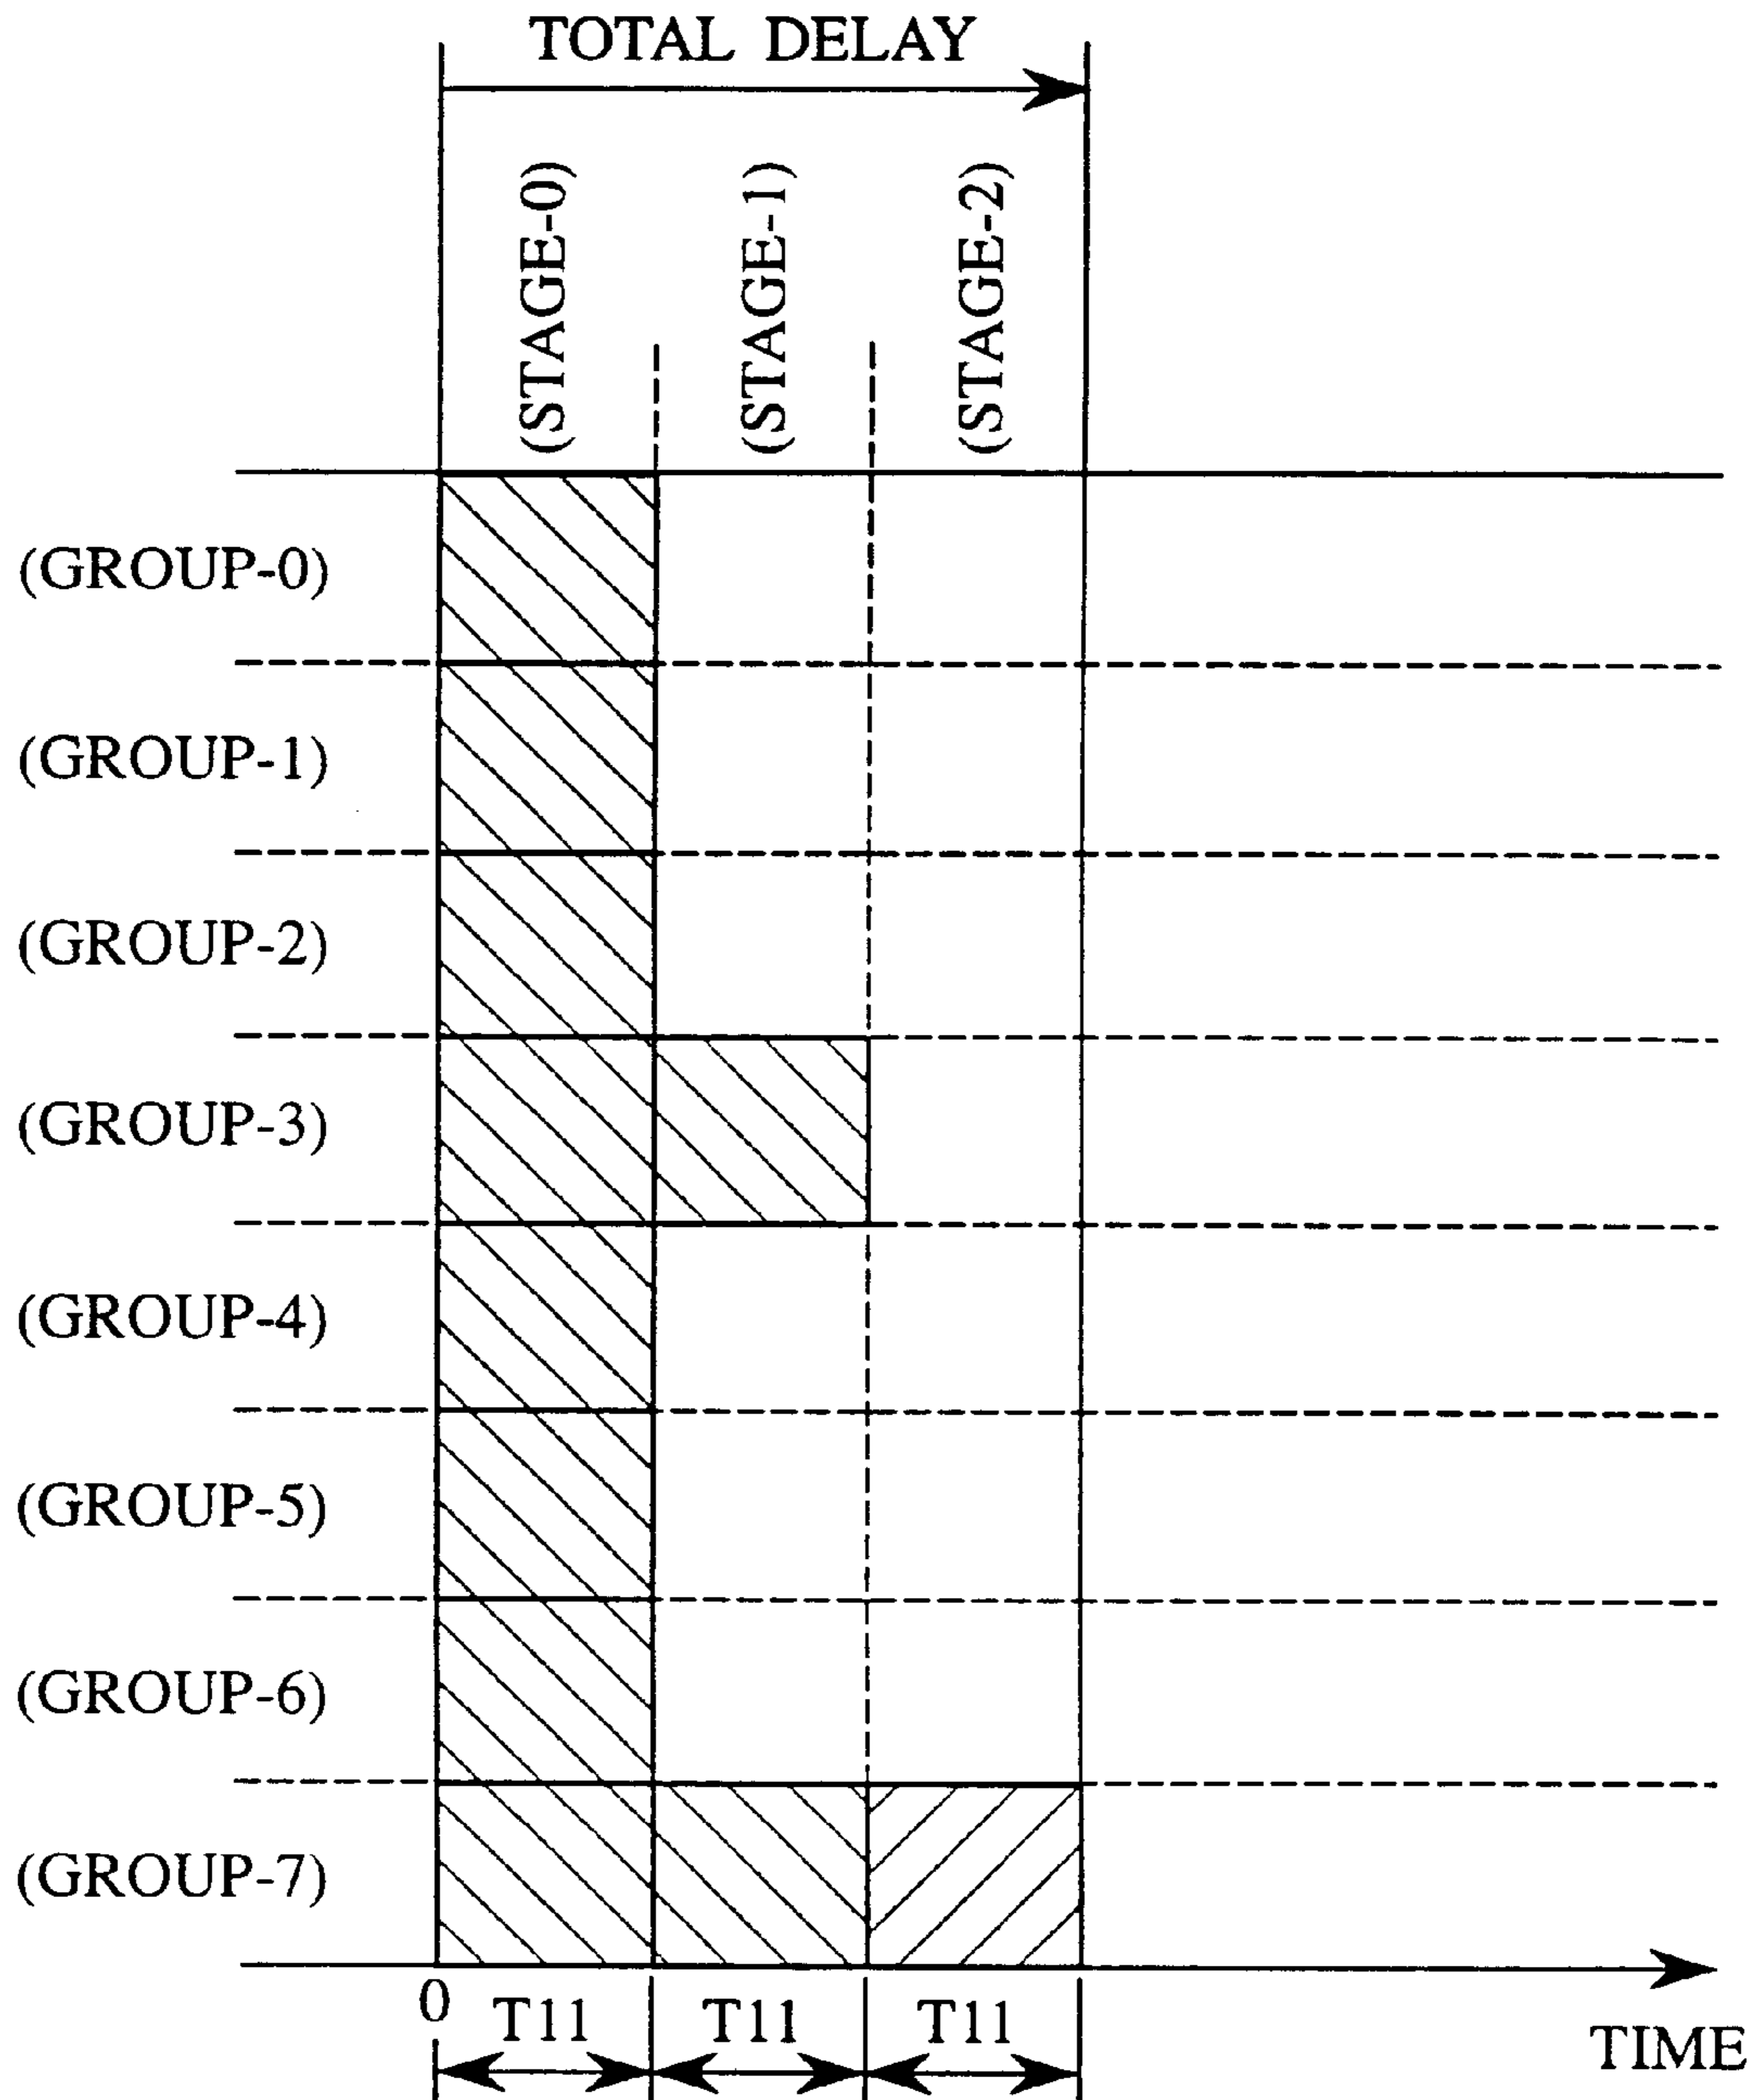 TOTAL DELAY
(STAGE-0)
(STAGE-1)
(STAGE-2)
(GROUP-0)
(GROUP-1)
(GROUP-2)
(GROUP-3)
(GROUP-4)
(GROUP-5)
(GROUP-6)
(GROUP-7)
0 T11 T11 T11
TIME